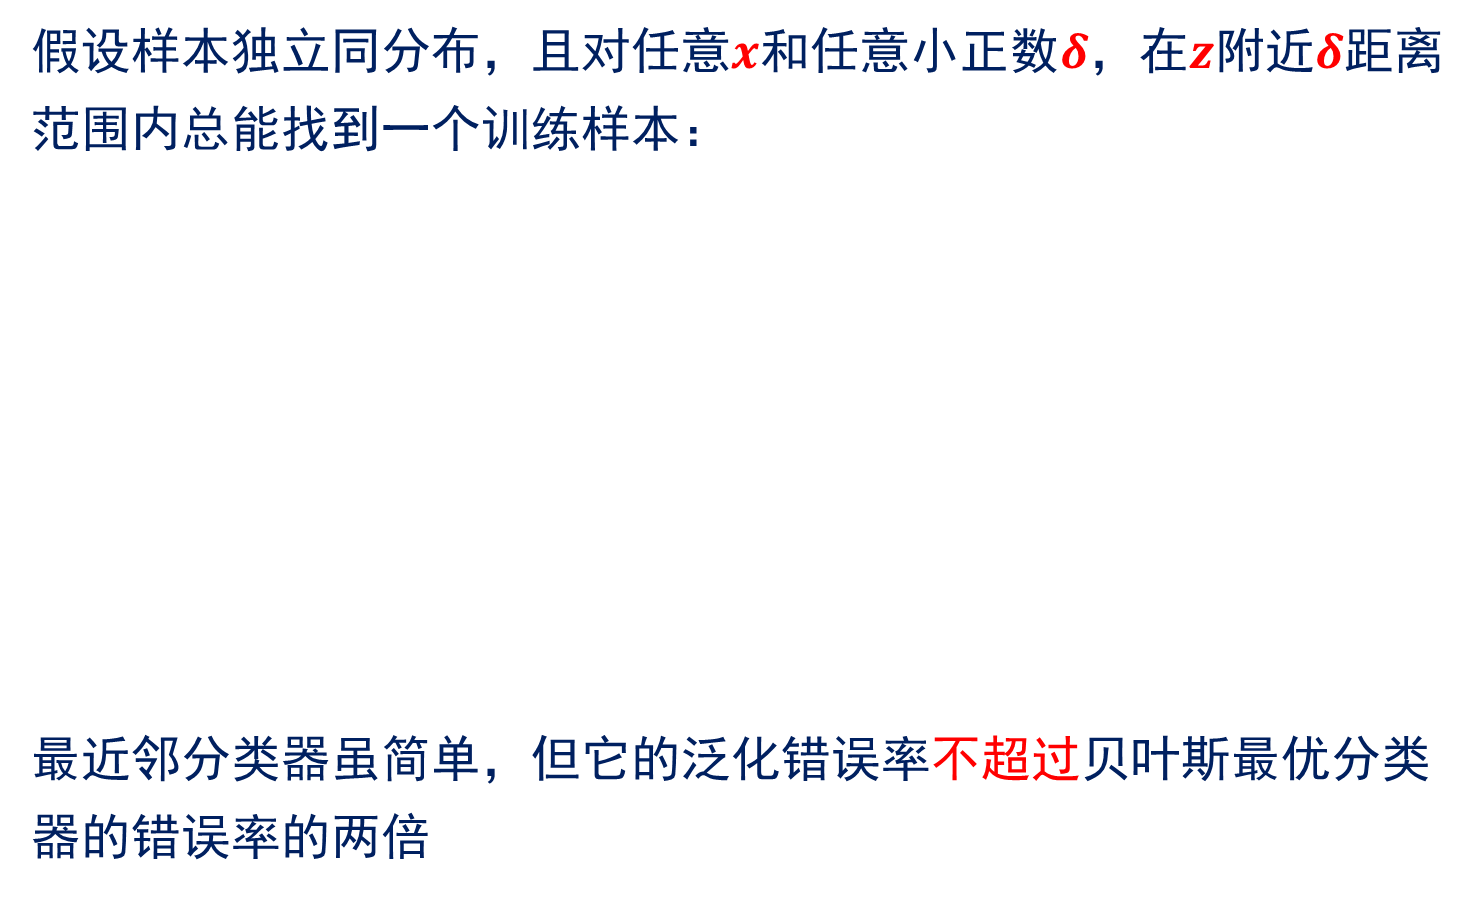 假设样本独立同分布，且对任意x和任意小正数δ，在z附近δ距离
范围内总能找到一个训练样本：
最近邻分类器虽简单，但它的泛化错误率不超过贝叶斯最优分类
器的错误率的两倍